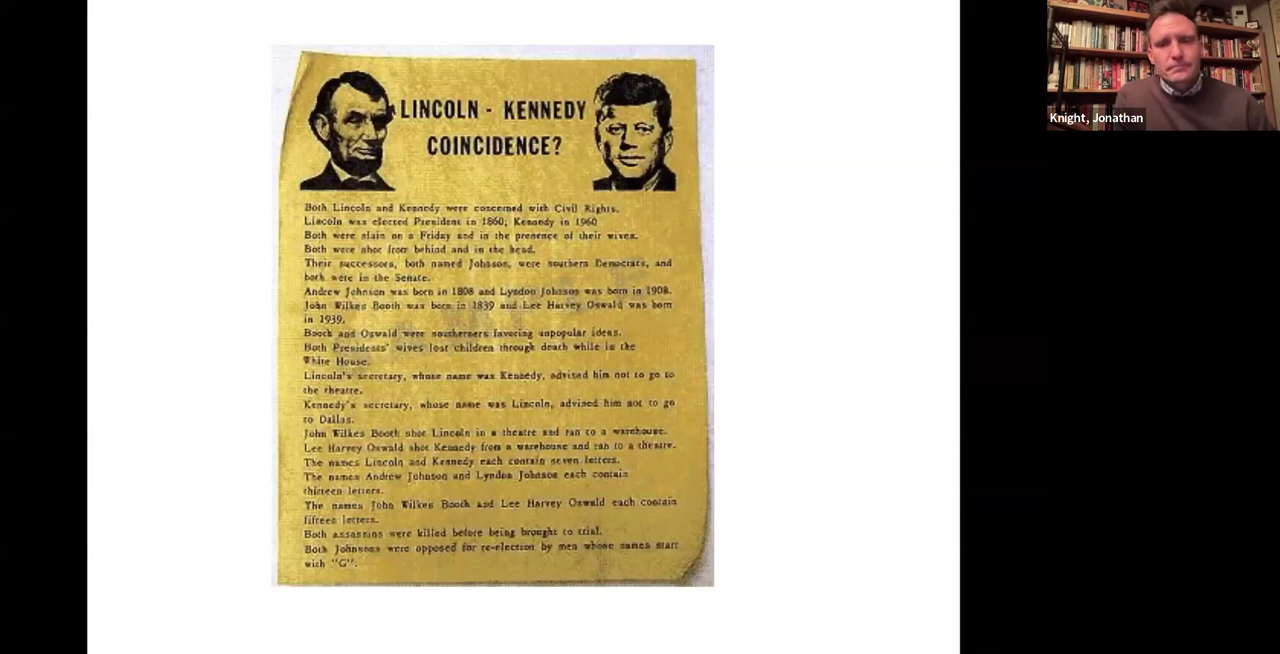 LINCOLN - KENNEDY
COINCIDENCE?
Both Lincoln and Kennedy were concerned with Civil Rights.
Lincoln was elected President in 1860; Kennedy in 1960
Both were slain on a Friday and in the presence of their wives.
Both were shot from behind and in the head.
Their successors, both named Johnson, were southern Democrats, and
both were in the Senate.
Andrew Johnson was born in 1808 and Lyndon Johnson was born in 1908.
John Wilkes Booth was born in 1839 and Lee Harvey Oswald was born
in 1939.
Booth and Oswald were southerners favoring unpopular ideas.
Both Presidents' wives lost children through death while in the
White House.
Lincoln's secretary, whose name was Kennedy, advised him not to go to
the theatre.
Kennedy's secretary, whose name was Lincoln, advised him not to go
to Dallas.
John Wilkes Booth shot Lincoln in a theatre and ran to a warehouse.
Lee Harvey Oswald shot Kennedy from a warehouse and ran to a theatre.
The names Lincoln and Kennedy each contain seven letters.
The names Andrew Johnson and Lyndon Johnson each contain
thirteen letters.
The names John Wilkes Booth and Lee Harvey Oswald each contain
fifteen letters.
Both assassins were killed before being brought to trial.
Both Johnsons were opposed for re-election by men whose names start
with "G".
Knight, Jonathan